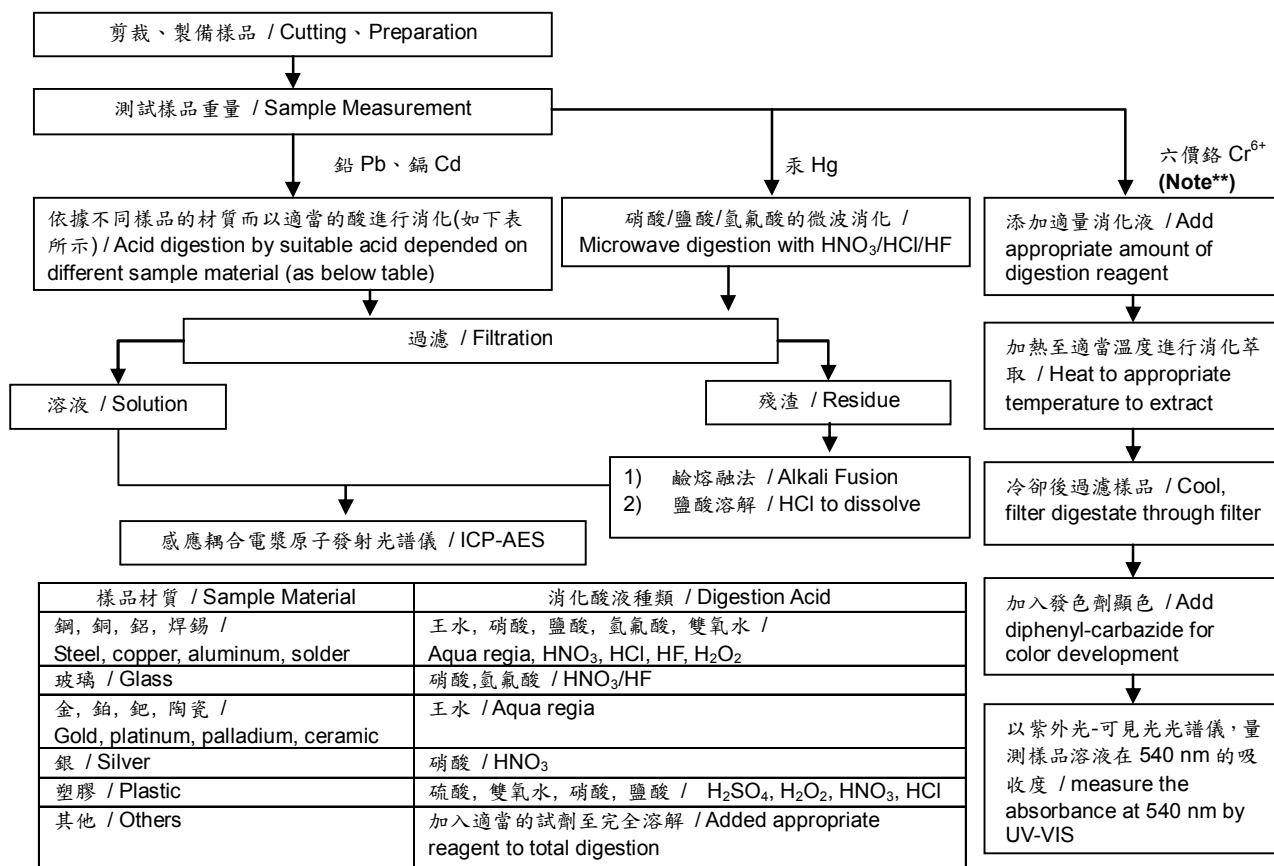 剪裁、製備樣品 / Cutting、Preparation
測試樣品重量 / Sample Measurement
鉛 Pb、鎘 Cd
汞 Hg
六價鉻 Cr⁶⁺
(Note**)
依據不同樣品的材質而以適當的酸進行消化(如下表
所示) / Acid digestion by suitable acid depended on
different sample material (as below table)
硝酸/鹽酸/氫氟酸的微波消化 /
Microwave digestion with HNO₃/HCl/HF
添加適量消化液 / Add
appropriate amount of
digestion reagent
過濾 / Filtration
加熱至適當溫度進行消化萃
取 / Heat to appropriate
temperature to extract
溶液 / Solution
殘渣 / Residue
1) 鹼熔融法 / Alkali Fusion
2) 鹽酸溶解 / HCl to dissolve
冷卻後過濾樣品 / Cool,
filter digestate through filter
感應耦合電漿原子發射光譜儀 / ICP-AES
加入發色劑顯色 / Add
diphenyl-carbazide for
color development
以紫外光-可見光光譜儀，量
測樣品溶液在 540 nm 的吸
收度 / measure the
absorbance at 540 nm by
UV-VIS
樣品材質 / Sample Material 消化酸液種類 / Digestion Acid
鋼, 銅, 鋁, 焊錫 / 王水, 硝酸, 鹽酸, 氫氟酸, 雙氧水 /
Steel, copper, aluminum, solder Aqua regia, HNO₃, HCl, HF, H₂O₂
玻璃 / Glass 硝酸,氫氟酸 / HNO₃/HF
金, 鉑, 鈀, 陶瓷 / 王水 / Aqua regia
Gold, platinum, palladium, ceramic
銀 / Silver 硝酸 / HNO₃
塑膠 / Plastic 硫酸, 雙氧水, 硝酸, 鹽酸 / H₂SO₄, H₂O₂, HNO₃, HCl
其他 / Others 加入適當的試劑至完全溶解 / Added appropriate
reagent to total digestion